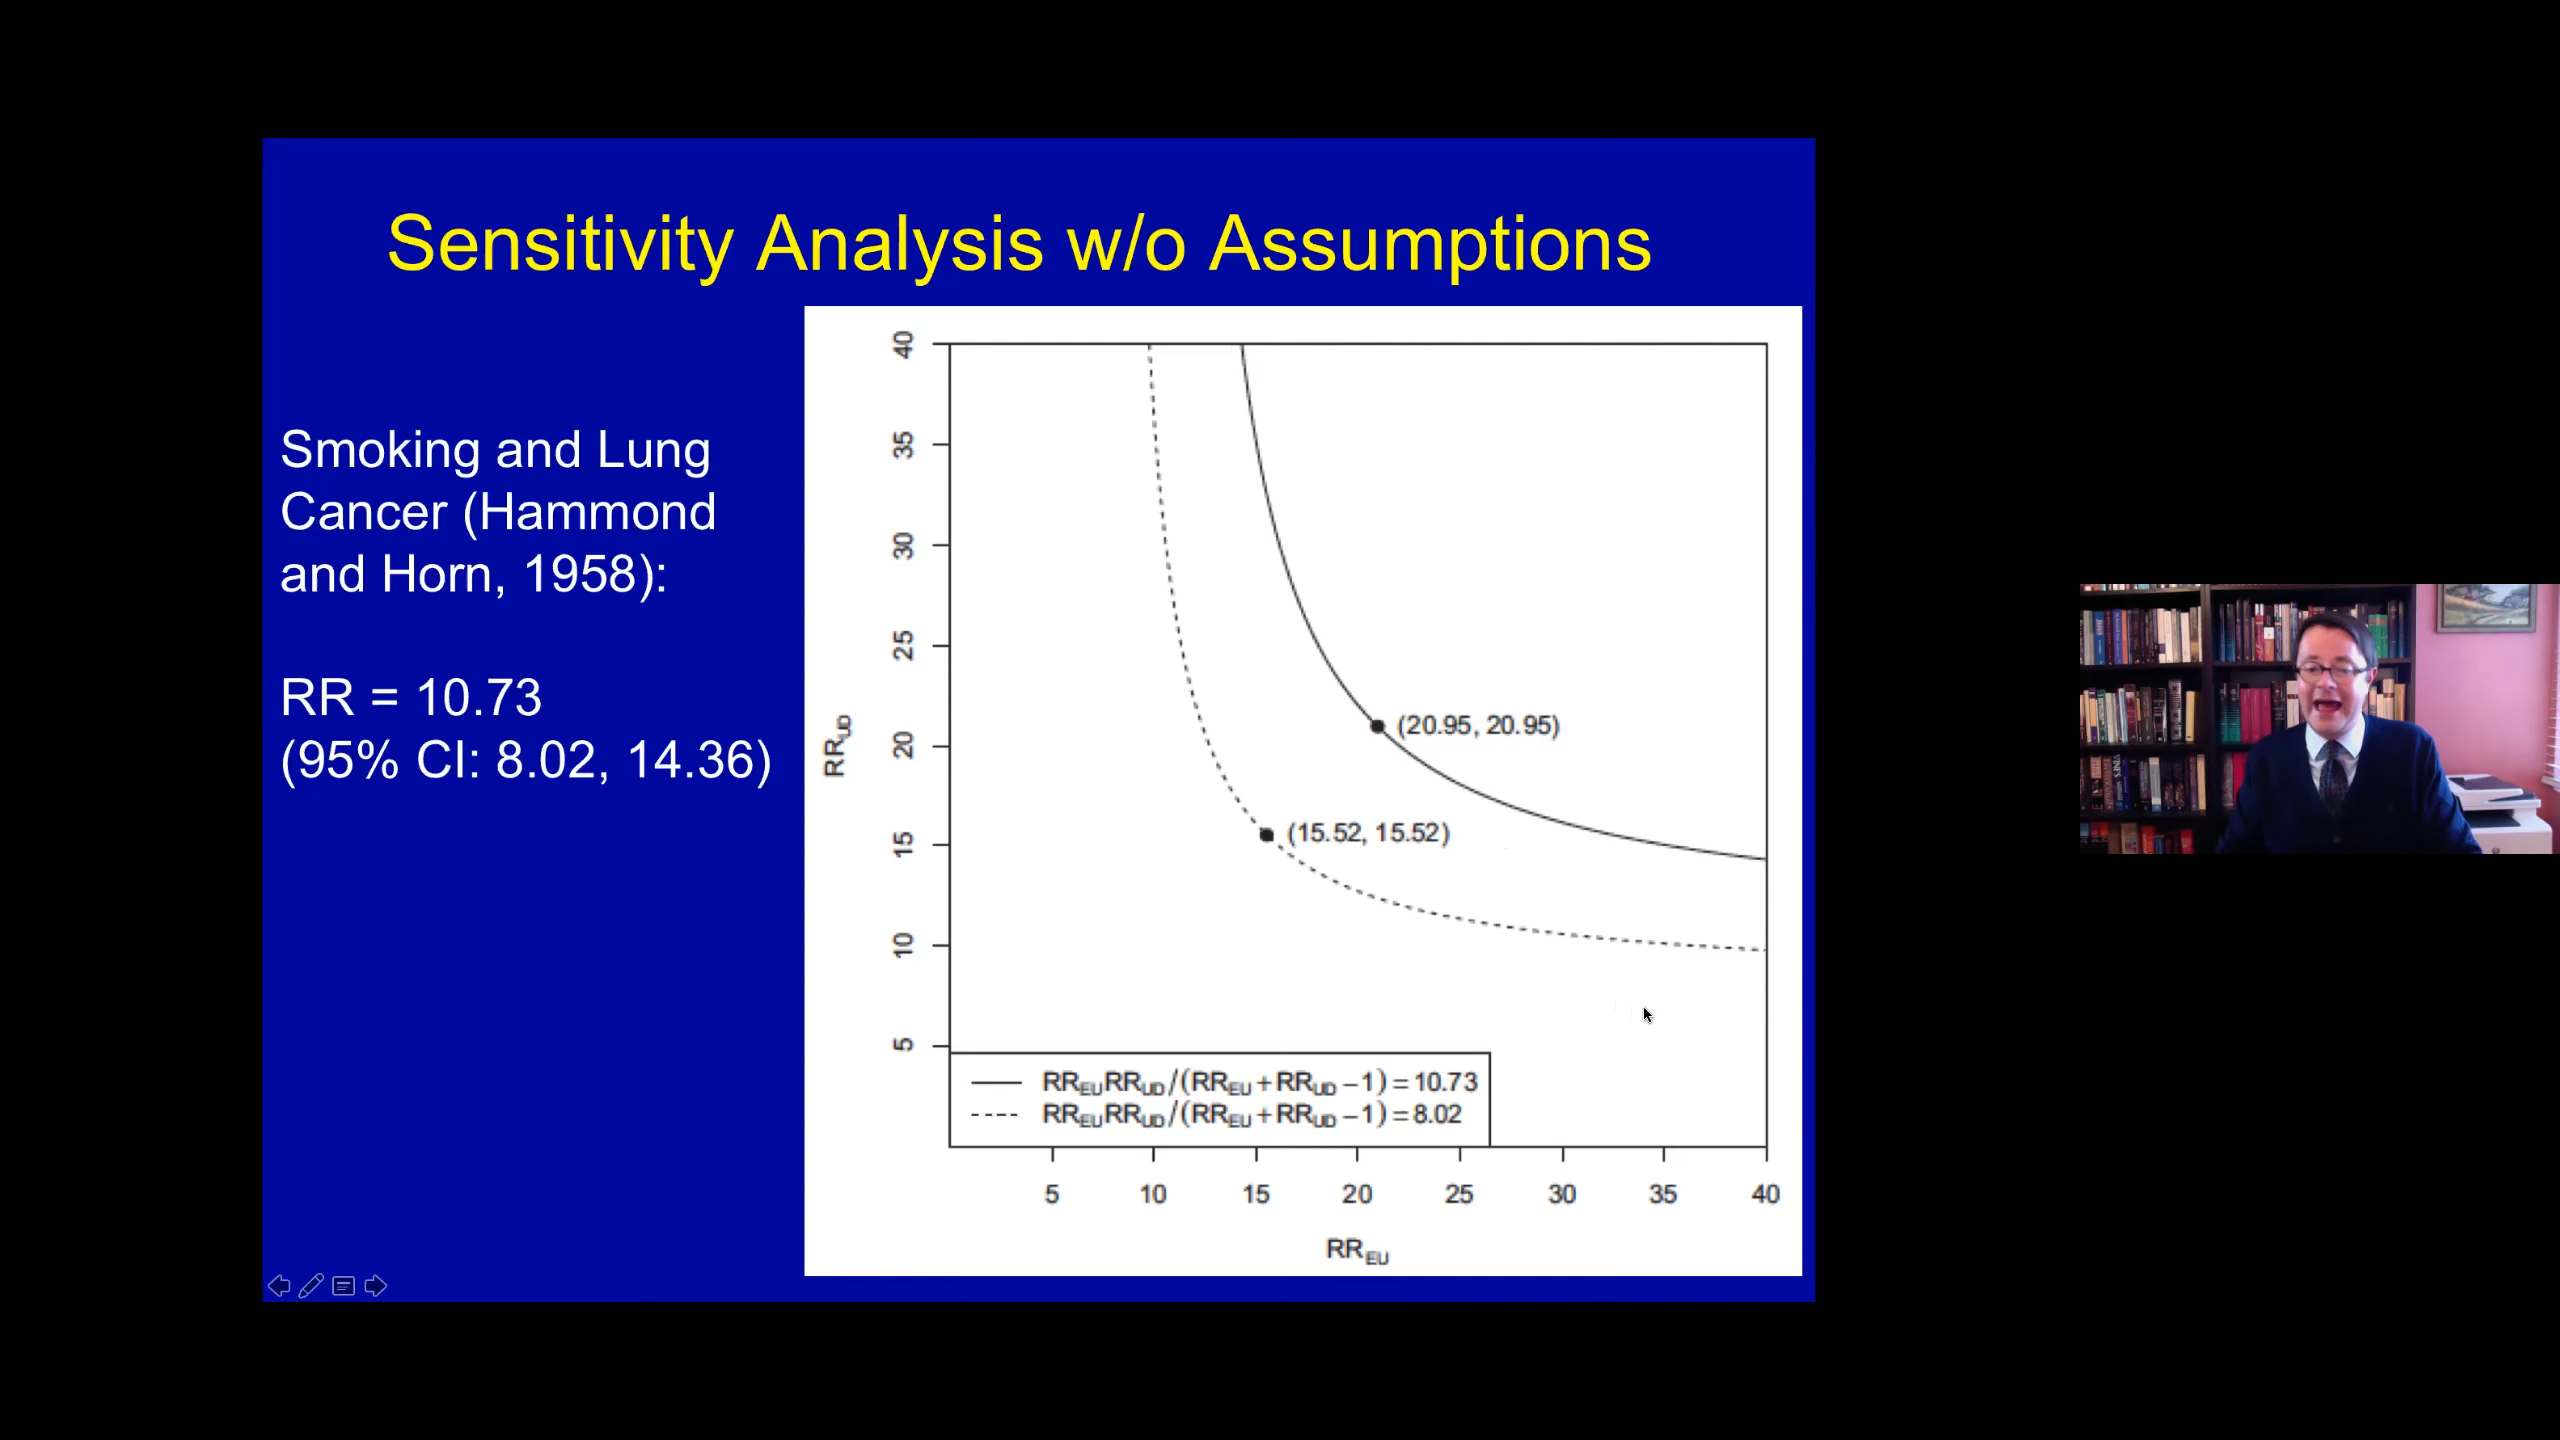 Sensitivity Analysis w/o Assumptions
Smoking and Lung
Cancer (Hammond
and Horn, 1958):
RR = 10.73
(95% CI: 8.02, 14.36)
40
35
30
25
20
15
10
5
RR_UD
(20.95, 20.95)
(15.52, 15.52)
RR_EU RR_UD/(RR_EU+RR_UD−1)=10.73
RR_EU RR_UD/(RR_EU+RR_UD−1)=8.02
5 10 15 20 25 30 35 40
RR_EU